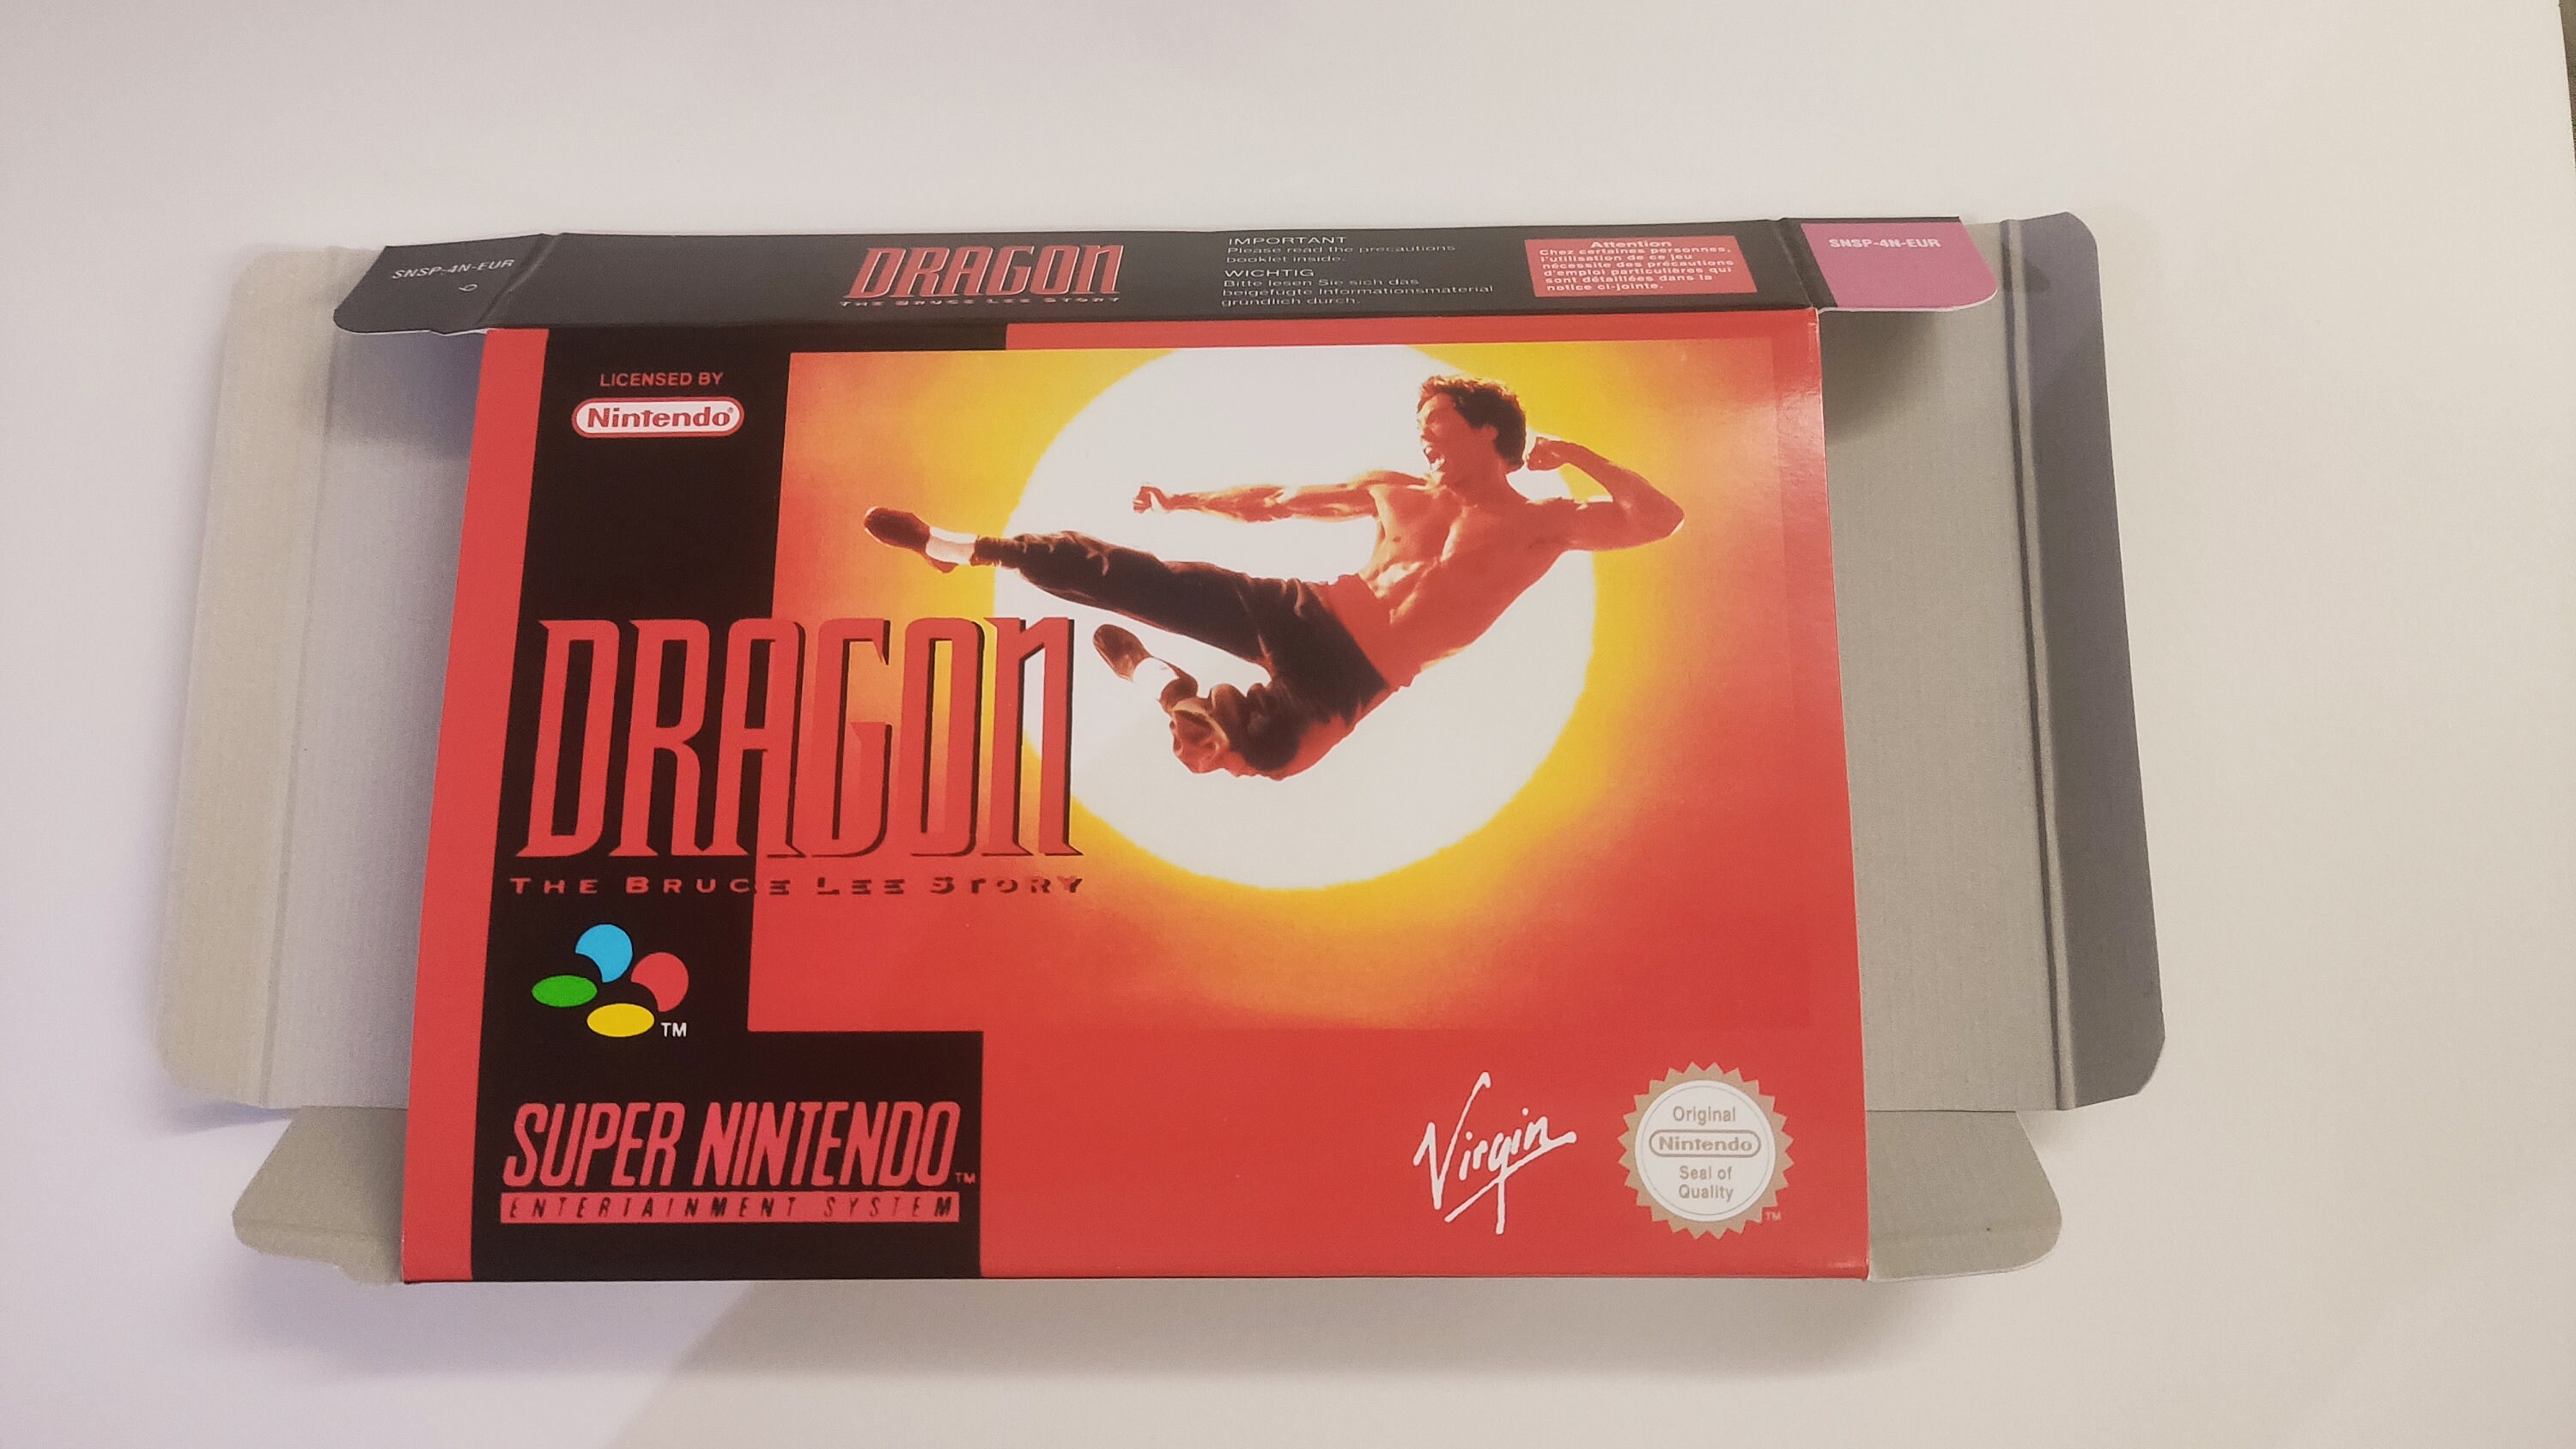 SNSP-4N-EUR
6
DRAGON
THE BRUCE LEE STORY
IMPORTANT
Please read the precautions
booklet inside.
WICHTIG
Bitte lesen Sie sich das
beigefügte Informationsmaterial
gründlich durch.
Attention
Chez certaines personnes,
l'utilisation de ce jeu
nécessite des précautions
d'emploi particulières qui
sont détaillées dans la
notice ci-jointe.
SNSP-4N-EUR
LICENSED BY
Nintendo®
DRAGON
THE BRUCE LEE STORY
TM
SUPER NINTENDO TM
ENTERTAINMENT SYSTEM
Virgin
Original
Nintendo
Seal of
Quality
TM